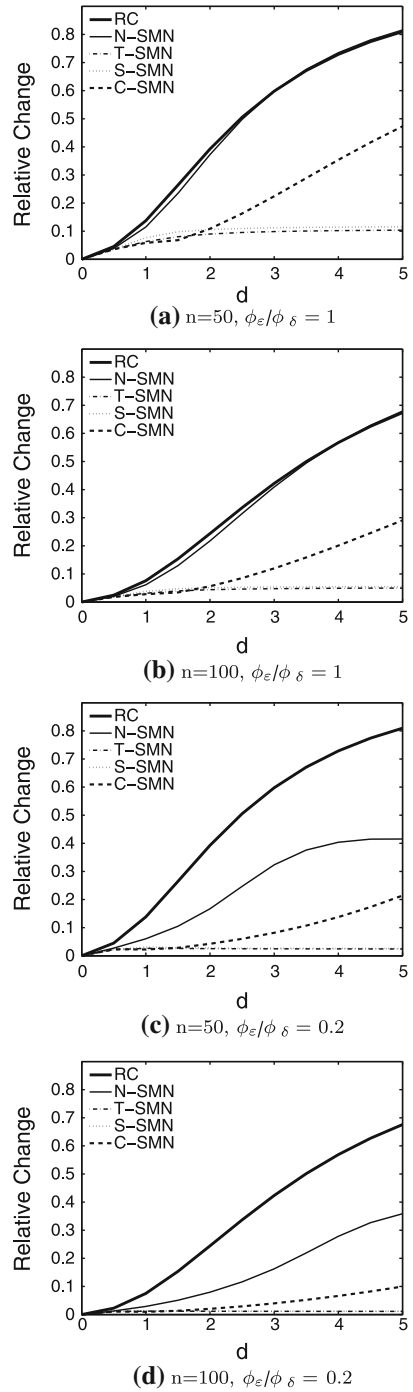 Relative Change
0.8
0.7
0.6
0.5
0.4
0.3
0.2
0.1
0
RC
N−SMN
T−SMN
S−SMN
C−SMN
0 1 2 3 4 5
d
(a) n=50, ϕε/ϕ δ = 1
Relative Change
0.8
0.7
0.6
0.5
0.4
0.3
0.2
0.1
0
RC
N−SMN
T−SMN
S−SMN
C−SMN
0 1 2 3 4 5
d
(b) n=100, ϕε/ϕ δ = 1
Relative Change
0.8
0.7
0.6
0.5
0.4
0.3
0.2
0.1
0
RC
N−SMN
T−SMN
S−SMN
C−SMN
0 1 2 3 4 5
d
(c) n=50, ϕε/ϕ δ = 0.2
Relative Change
0.8
0.7
0.6
0.5
0.4
0.3
0.2
0.1
0
RC
N−SMN
T−SMN
S−SMN
C−SMN
0 1 2 3 4 5
d
(d) n=100, ϕε/ϕ δ = 0.2